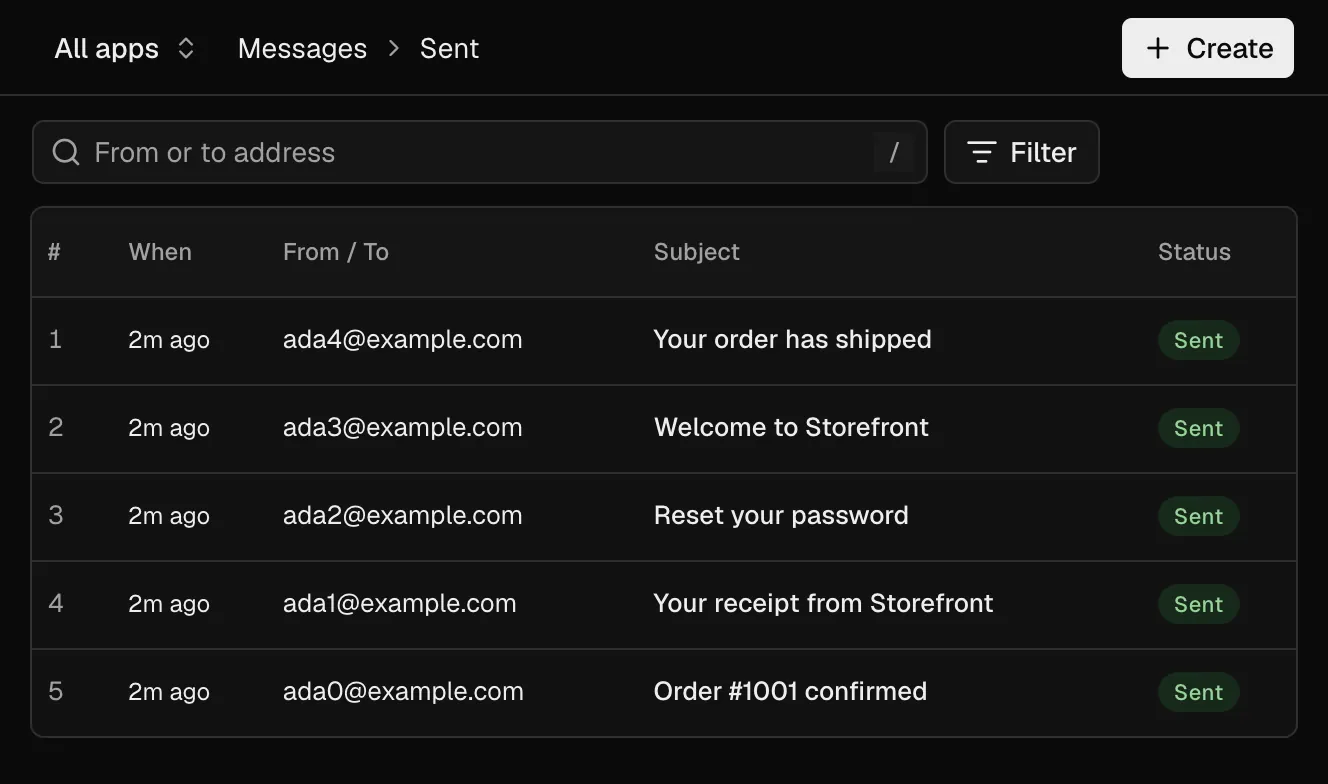 All apps Messages > Sent + Create
From or to address / Filter
# When From / To Subject Status
1 2m ago ada4@example.com Your order has shipped Sent
2 2m ago ada3@example.com Welcome to Storefront Sent
3 2m ago ada2@example.com Reset your password Sent
4 2m ago ada1@example.com Your receipt from Storefront Sent
5 2m ago ada0@example.com Order #1001 confirmed Sent